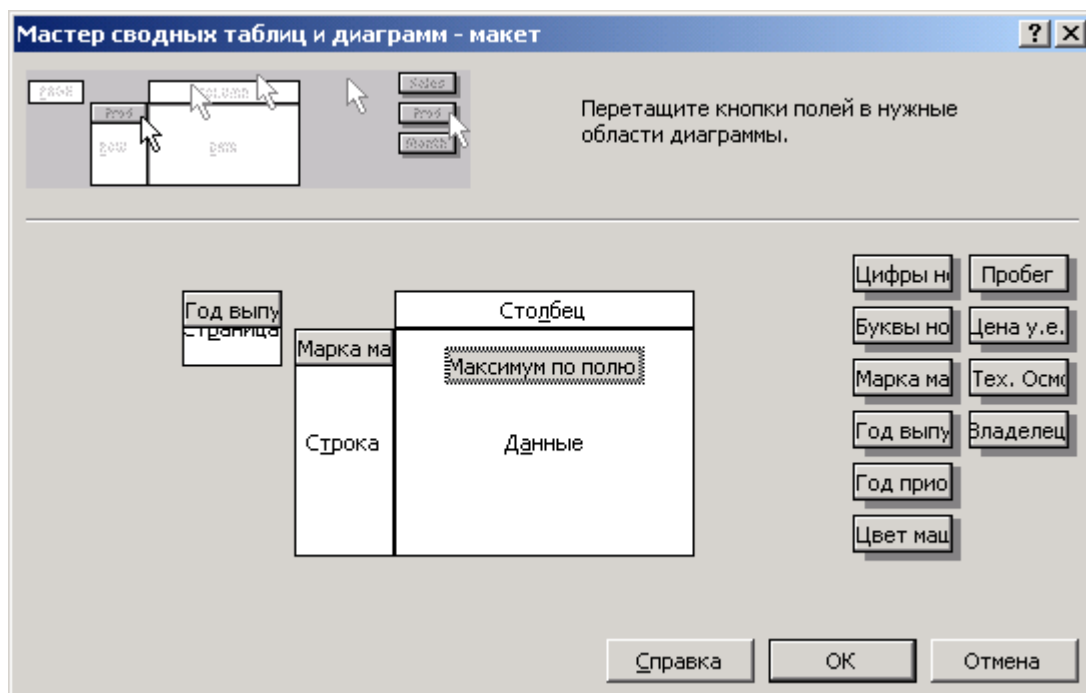 Мастер сводных таблиц и диаграмм - макет
PAGE
COLUMN
Sales
Prod
Prod
ROW
DATA
Month
Перетащите кнопки полей в нужные
области диаграммы.
Год выпу
Страница
Столбец
Марка ма
Максимум по полю
Строка
Данные
Цифры но
Пробег
Буквы но
Цена у.е.
Марка ма
Тех. Осмо
Год выпу
Владелец
Год прио
Цвет маш
Справка
ОК
Отмена